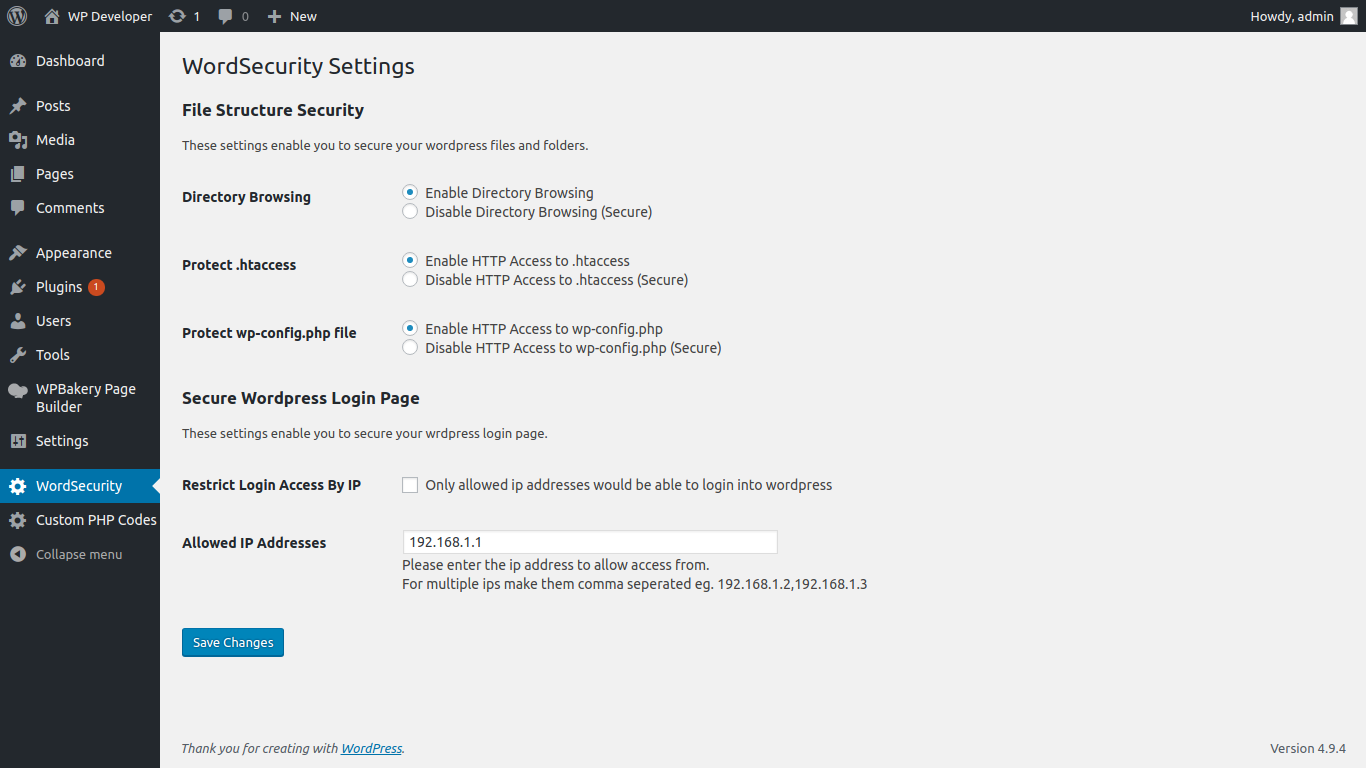 WP Developer 1 0 New Howdy, admin
Dashboard
Posts
Media
Pages
Comments
Appearance
Plugins 1
Users
Tools
WPBakery Page
Builder
Settings
WordSecurity
Custom PHP Codes
Collapse menu
WordSecurity Settings
File Structure Security
These settings enable you to secure your wordpress files and folders.
Directory Browsing
Enable Directory Browsing
Disable Directory Browsing (Secure)
Protect .htaccess
Enable HTTP Access to .htaccess
Disable HTTP Access to .htaccess (Secure)
Protect wp-config.php file
Enable HTTP Access to wp-config.php
Disable HTTP Access to wp-config.php (Secure)
Secure Wordpress Login Page
These settings enable you to secure your wrdpress login page.
Restrict Login Access By IP
Only allowed ip addresses would be able to login into wordpress
Allowed IP Addresses
192.168.1.1
Please enter the ip address to allow access from.
For multiple ips make them comma seperated eg. 192.168.1.2,192.168.1.3
Save Changes
Thank you for creating with WordPress.
Version 4.9.4